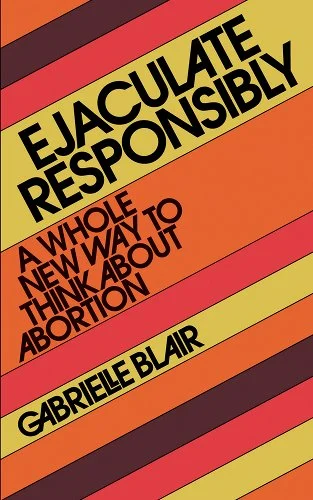 EJACULATE
RESPONSIBLY
A WHOLE
NEW WAY TO
THINK ABOUT
ABORTION
GABRIELLE BLAIR